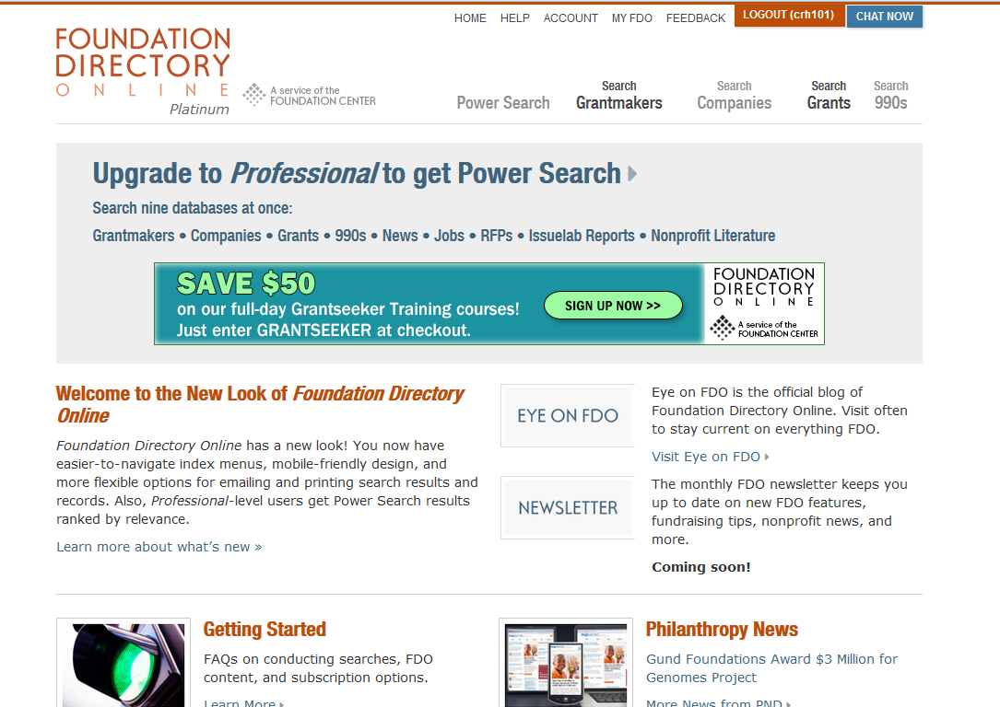 HOME HELP ACCOUNT MY FDO FEEDBACK LOGOUT (crh101) CHAT NOW
FOUNDATION
DIRECTORY
ONLINE
Platinum
A service of the
FOUNDATION CENTER
Power Search
Search
Grantmakers
Search
Companies
Search
Grants
Search
990s
Upgrade to Professional to get Power Search
Search nine databases at once:
Grantmakers • Companies • Grants • 990s • News • Jobs • RFPs • Issuelab Reports • Nonprofit Literature
SAVE $50
on our full-day Grantseeker Training courses!
Just enter GRANTSEEKER at checkout.
SIGN UP NOW >>
FOUNDATION
DIRECTORY
ONLINE
A service of the
FOUNDATION CENTER
Welcome to the New Look of Foundation Directory
Online
Foundation Directory Online has a new look! You now have
easier-to-navigate index menus, mobile-friendly design, and
more flexible options for emailing and printing search results and
records. Also, Professional-level users get Power Search results
ranked by relevance.
Learn more about what’s new »
EYE ON FDO
Eye on FDO is the official blog of
Foundation Directory Online. Visit often
to stay current on everything FDO.
Visit Eye on FDO
NEWSLETTER
The monthly FDO newsletter keeps you
up to date on new FDO features,
fundraising tips, nonprofit news, and
more.
Coming soon!
Getting Started
FAQs on conducting searches, FDO
content, and subscription options.
Learn More
Philanthropy News
Gund Foundations Award $3 Million for
Genomes Project
More News from PND